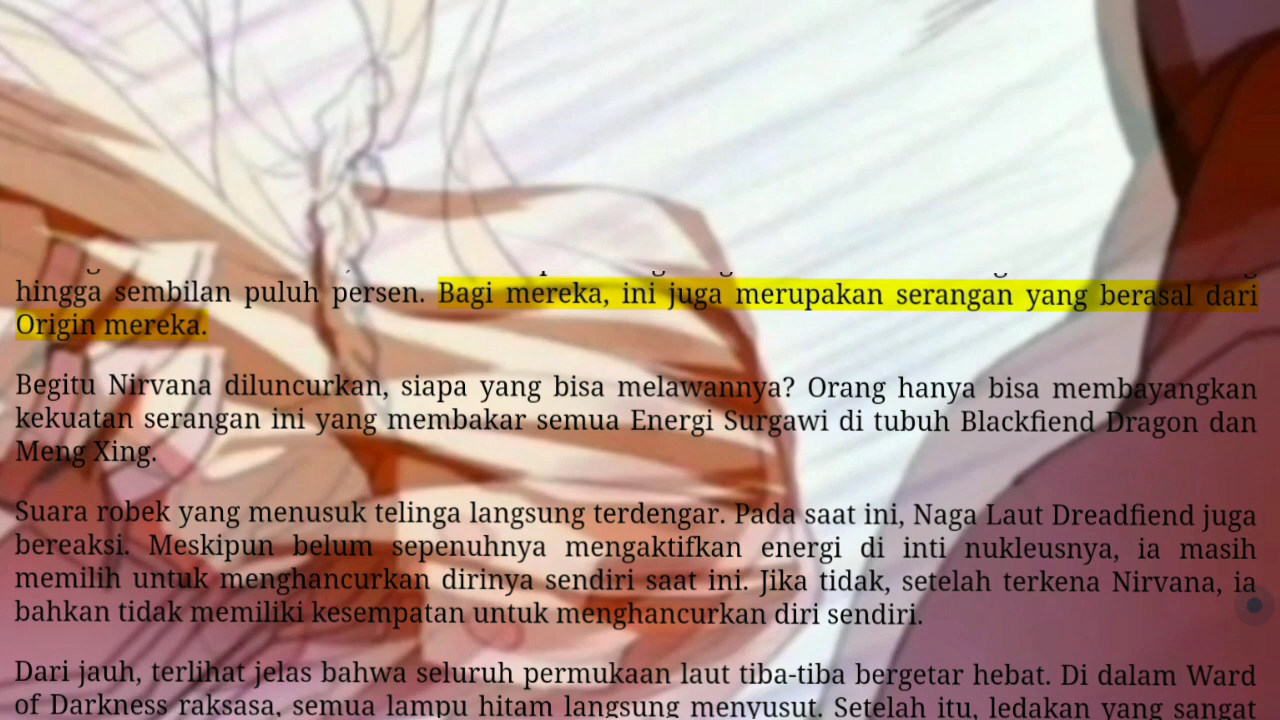 hingga sembilan puluh persen. Bagi mereka, ini juga merupakan serangan yang berasal dari
Origin mereka.
Begitu Nirvana diluncurkan, siapa yang bisa melawannya? Orang hanya bisa membayangkan
kekuatan serangan ini yang membakar semua Energi Surgawi di tubuh Blackfiend Dragon dan
Meng Xing.
Suara robek yang menusuk telinga langsung terdengar. Pada saat ini, Naga Laut Dreadfiend juga
bereaksi. Meskipun belum sepenuhnya mengaktifkan energi di inti nukleusnya, ia masih
memilih untuk menghancurkan dirinya sendiri saat ini. Jika tidak, setelah terkena Nirvana, ia
bahkan tidak memiliki kesempatan untuk menghancurkan diri sendiri.
Dari jauh, terlihat jelas bahwa seluruh permukaan laut tiba-tiba bergetar hebat. Di dalam Ward
of Darkness raksasa, semua lampu hitam langsung menyusut. Setelah itu, ledakan yang sangat